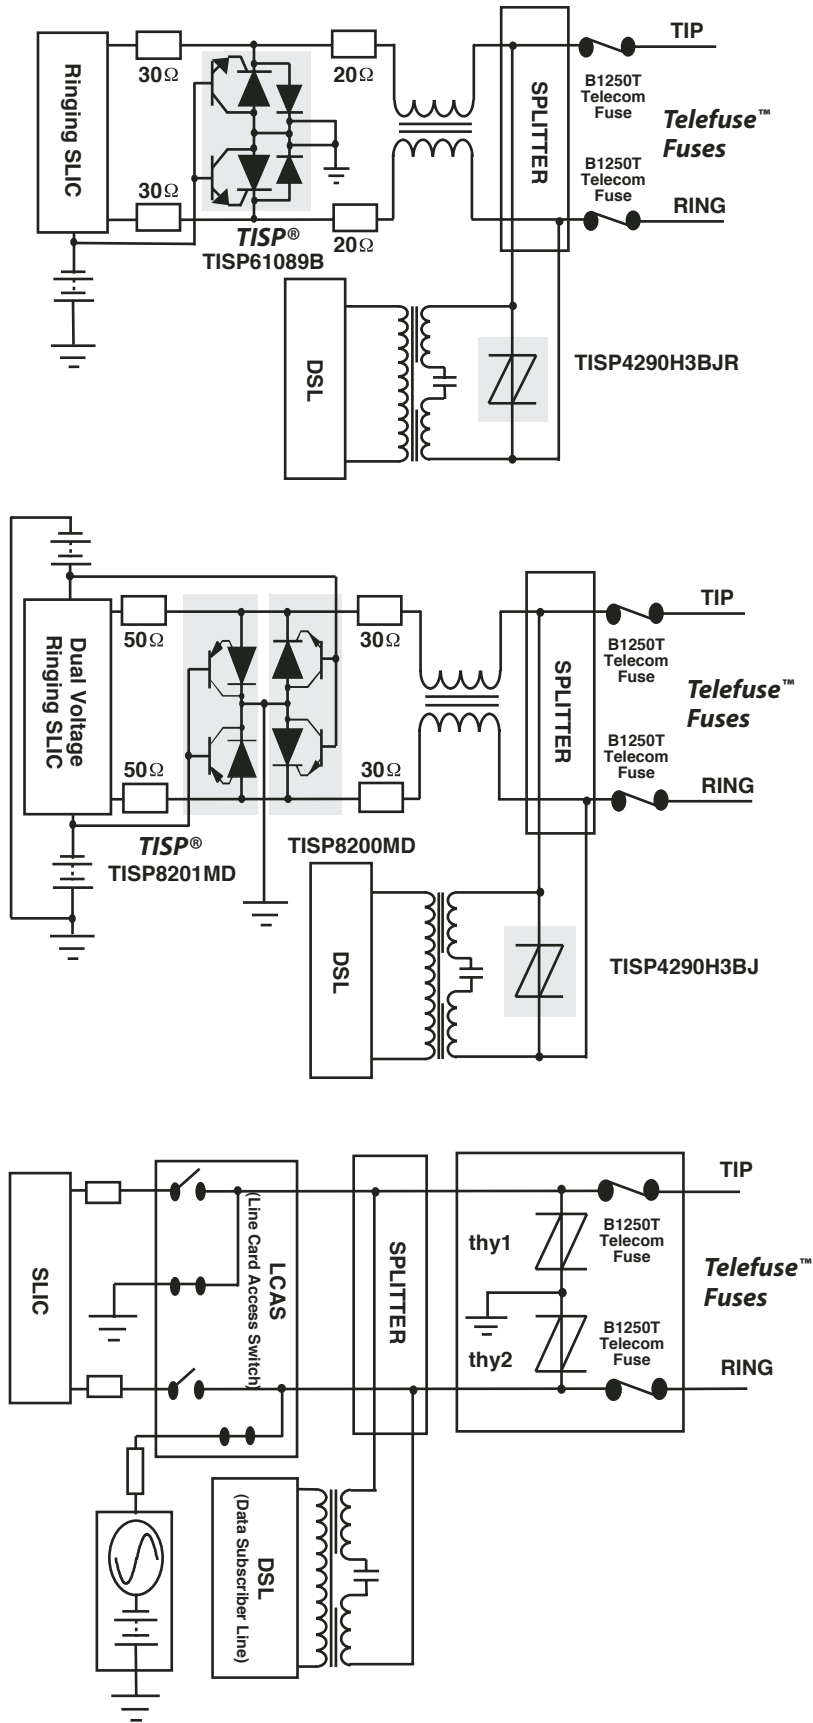 TIP
Ringing SLIC
30Ω
20Ω
SPLITTER
B1250T
Telecom
Fuse
Telefuse™
Fuses
B1250T
Telecom
Fuse
30Ω
RING
TISP®
20Ω
TISP61089B
DSL
TISP4290H3BJR
TIP
Dual Voltage
Ringing SLIC
50Ω
30Ω
SPLITTER
B1250T
Telecom
Fuse
Telefuse™
Fuses
B1250T
Telecom
Fuse
50Ω
30Ω
RING
TISP®
TISP8201MD
TISP8200MD
DSL
TISP4290H3BJ
TIP
SLIC
LCAS
(Line Card Access Switch)
SPLITTER
thy1
B1250T
Telecom
Fuse
Telefuse™
Fuses
thy2
B1250T
Telecom
Fuse
RING
DSL
(Data Subscriber Line)